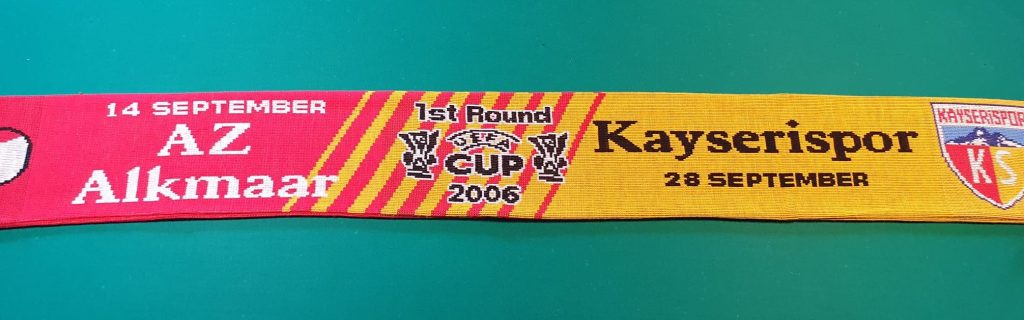 14 SEPTEMBER
AZ
Alkmaar
1st Round
UEFA
CUP
2006
Kayserispor
28 SEPTEMBER
KAYSERISPOR
KS